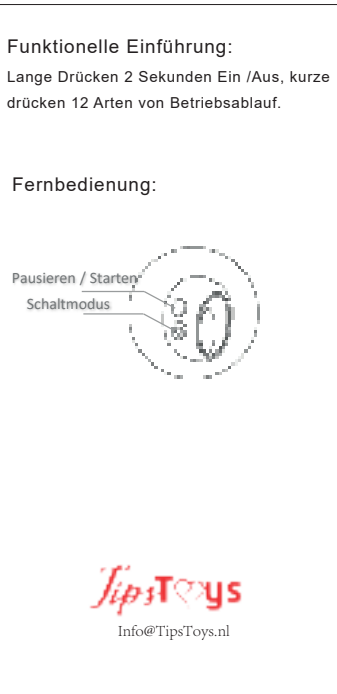 Funktionelle Einführung:
Lange Drücken 2 Sekunden Ein /Aus, kurze
drücken 12 Arten von Betriebsablauf.
Fernbedienung:
Pausieren / Starten
Schaltmodus
TipsToys
Info@TipsToys.nl